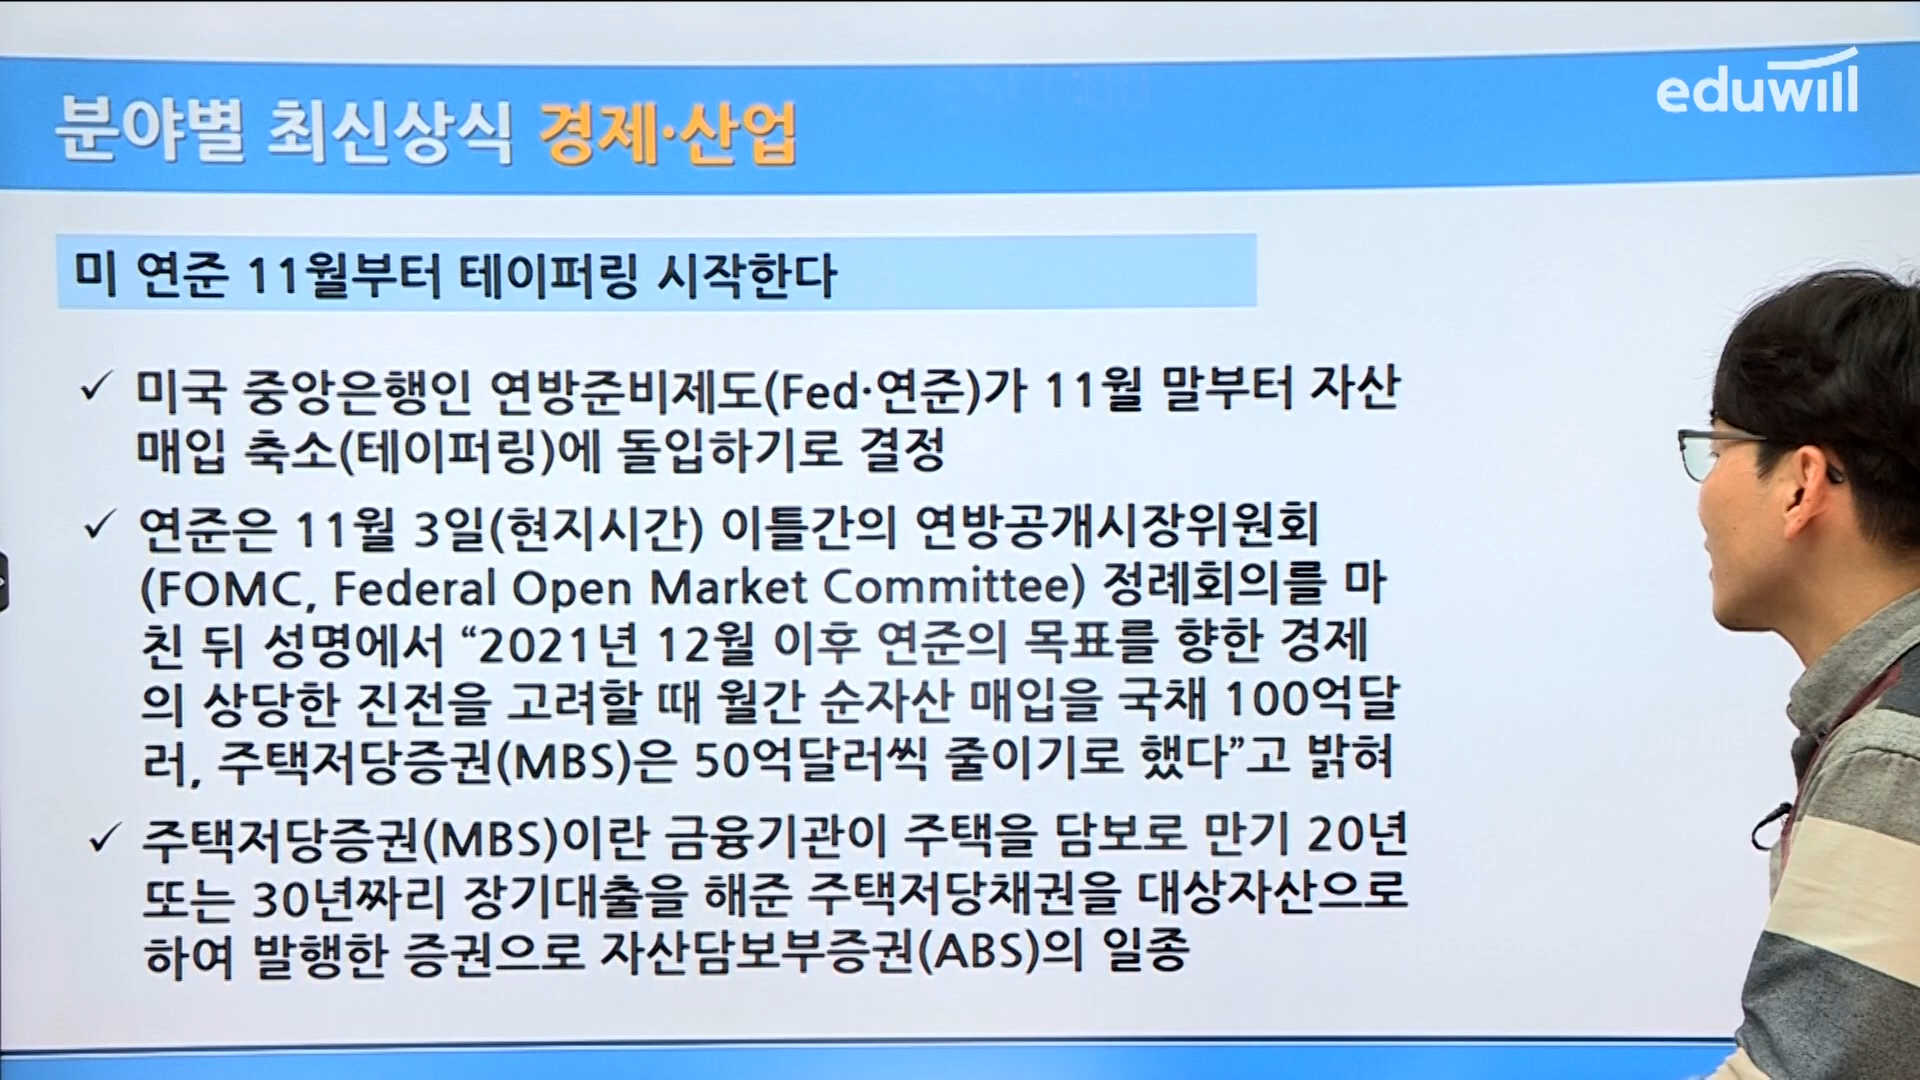 eduwill
분야별 최신상식 경제·산업
미 연준 11월부터 테이퍼링 시작한다
✓ 미국 중앙은행인 연방준비제도(Fed·연준)가 11월 말부터 자산
매입 축소(테이퍼링)에 돌입하기로 결정
✓ 연준은 11월 3일(현지시간) 이틀간의 연방공개시장위원회
(FOMC, Federal Open Market Committee) 정례회의를 마
친 뒤 성명에서 “2021년 12월 이후 연준의 목표를 향한 경제
의 상당한 진전을 고려할 때 월간 순자산 매입을 국채 100억달
러, 주택저당증권(MBS)은 50억달러씩 줄이기로 했다”고 밝혀
✓ 주택저당증권(MBS)이란 금융기관이 주택을 담보로 만기 20년
또는 30년짜리 장기대출을 해준 주택저당채권을 대상자산으로
하여 발행한 증권으로 자산담보부증권(ABS)의 일종